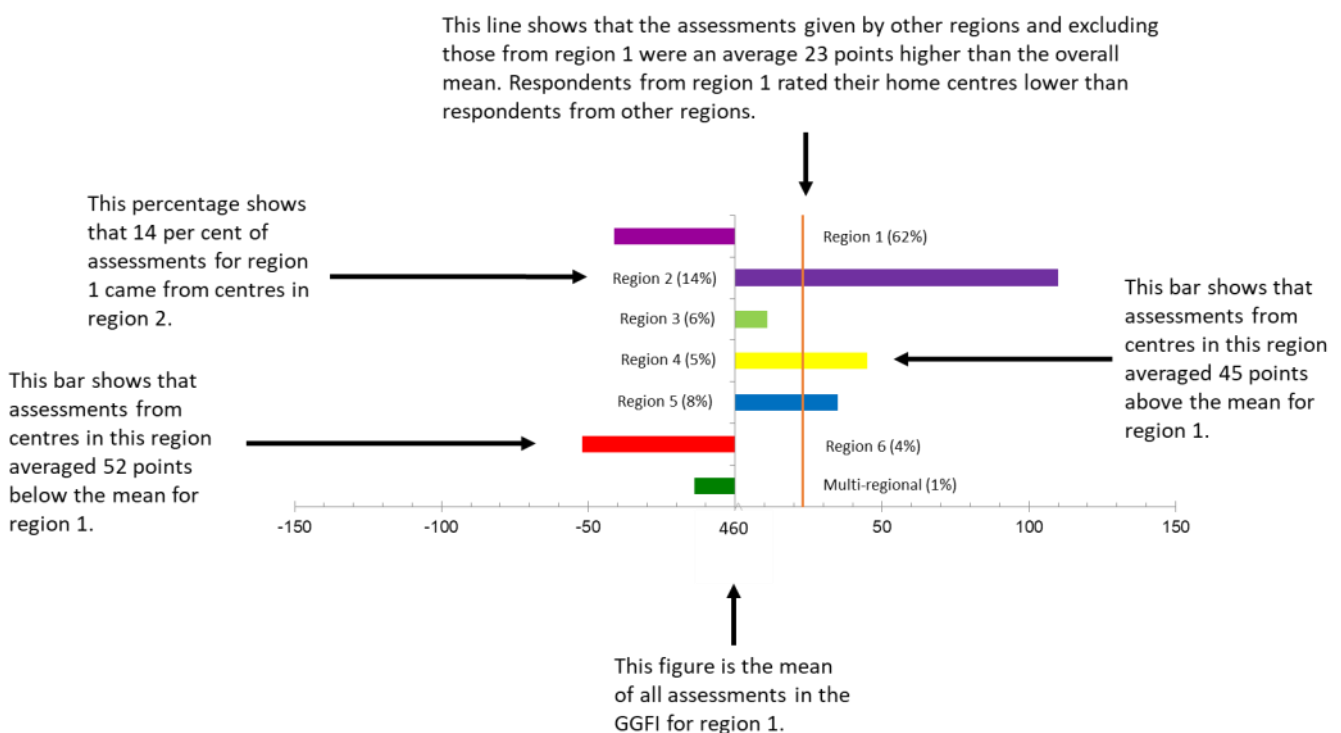 This line shows that the assessments given by other regions and excluding
those from region 1 were an average 23 points higher than the overall
mean. Respondents from region 1 rated their home centres lower than
respondents from other regions.
This percentage shows
that 14 per cent of
assessments for region
1 came from centres in
region 2.
This bar shows that
assessments from
centres in this region
averaged 52 points
below the mean for
region 1.
Region 1 (62%)
Region 2 (14%)
Region 3 (6%)
Region 4 (5%)
Region 5 (8%)
Region 6 (4%)
Multi-regional (1%)
This bar shows that
assessments from
centres in this region
averaged 45 points
above the mean for
region 1.
-150 -100 -50 460 50 100 150
This figure is the mean
of all assessments in the
GGFI for region 1.